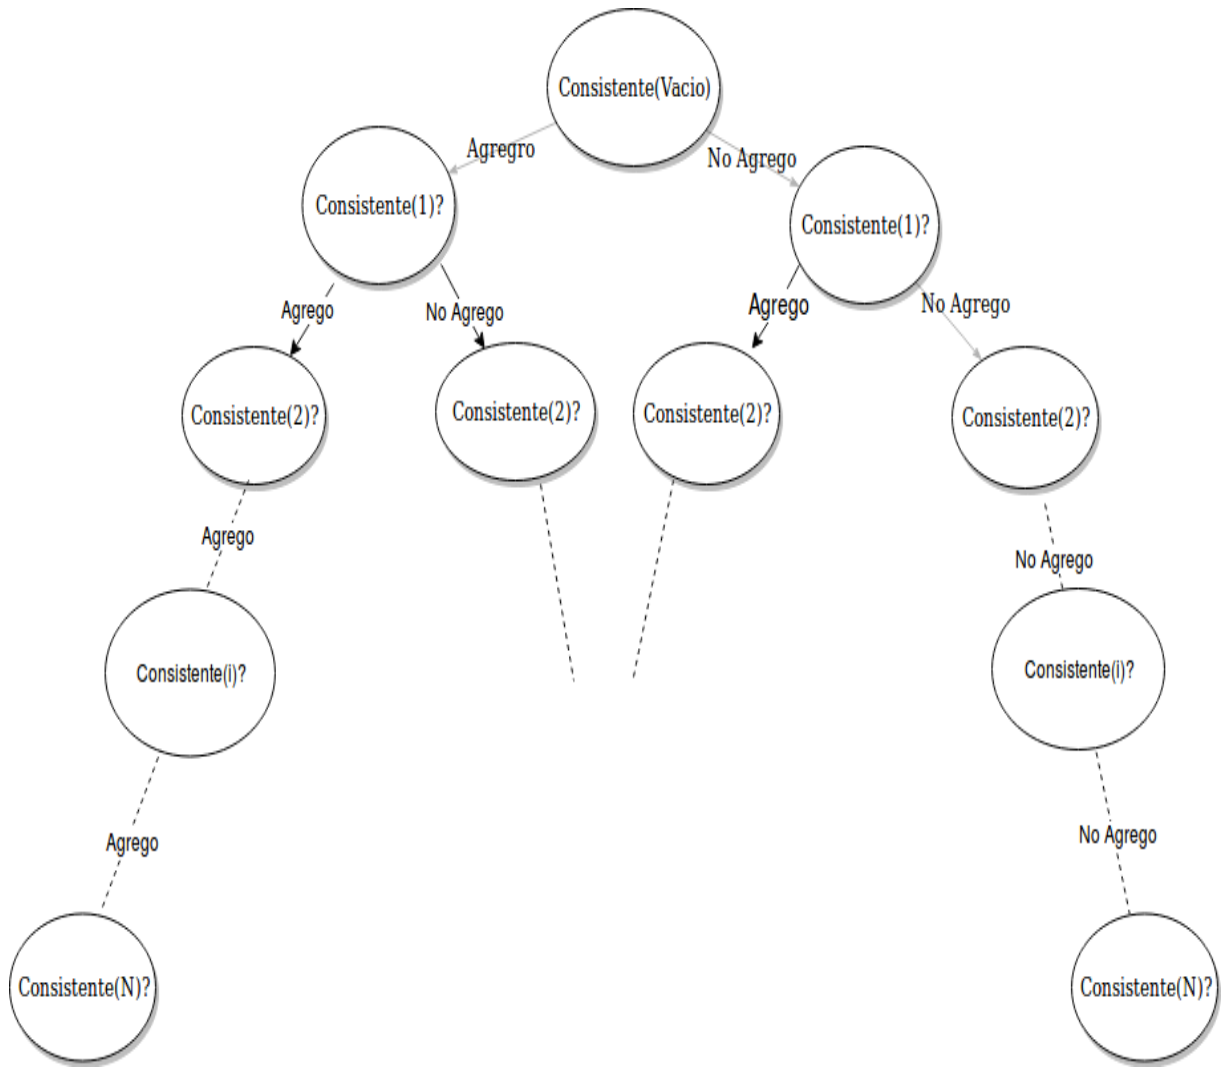 Consistente(Vacio)
Agregro
No Agrego
Consistente(1)?
Consistente(1)?
Agrego
No Agrego
Agrego
No Agrego
Consistente(2)?
Consistente(2)?
Consistente(2)?
Consistente(2)?
Agrego
No Agrego
Consistente(i)?
Consistente(i)?
Agrego
No Agrego
Consistente(N)?
Consistente(N)?